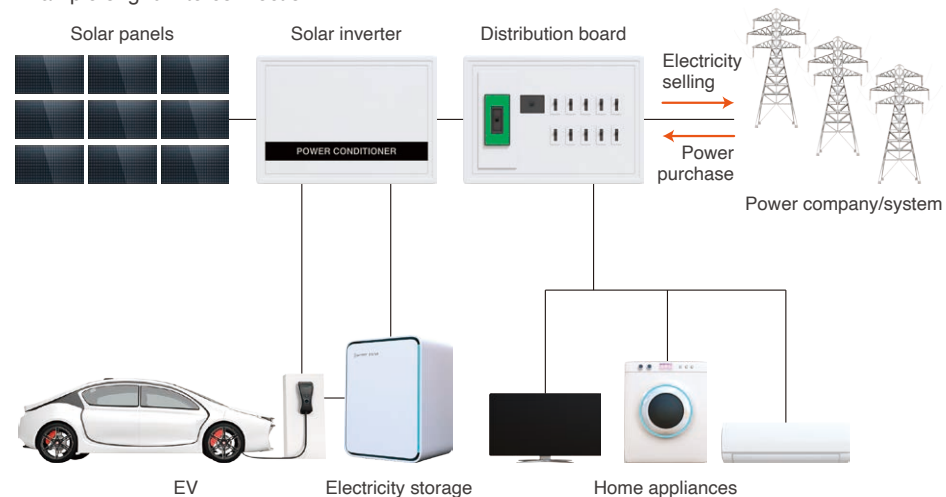 Solar panels
Solar inverter
Distribution board
Electricity
selling
POWER CONDITIONER
Power
purchase
Power company/system
EV
Electricity storage
Home appliances